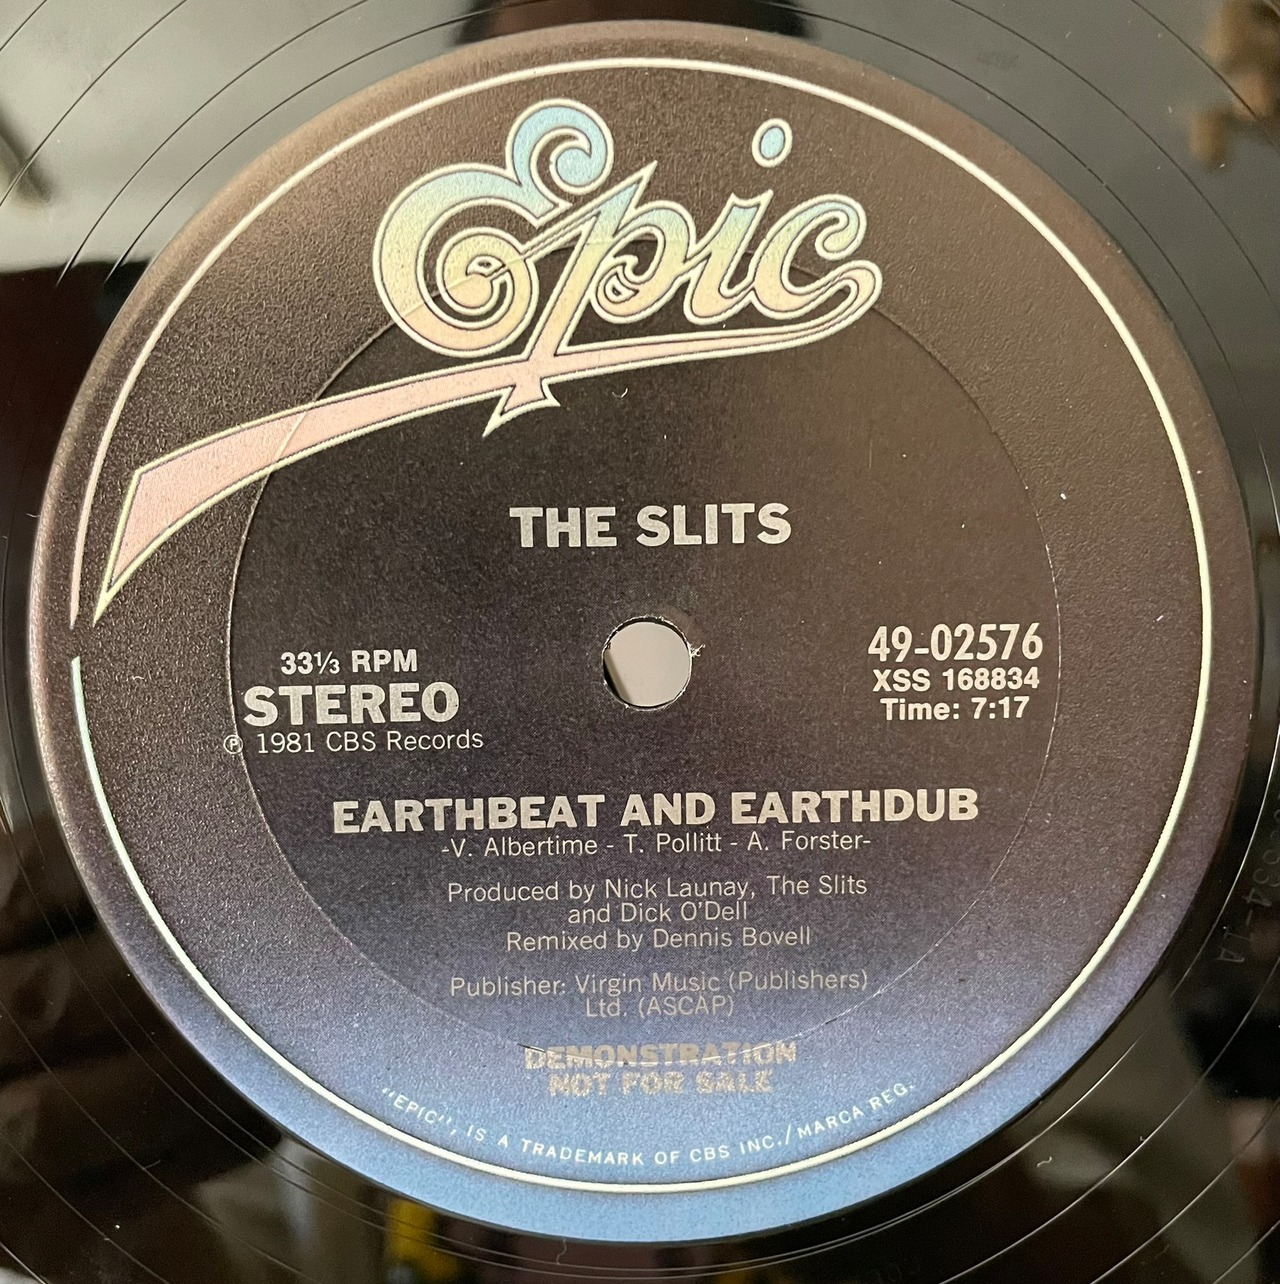 Epic
THE SLITS
33⅓ RPM
STEREO
℗ 1981 CBS Records
49-02576
XSS 168834
Time: 7:17
EARTHBEAT AND EARTHDUB
-V. Albertime - T. Pollitt - A. Forster-
Produced by Nick Launay, The Slits
and Dick O'Dell
Remixed by Dennis Bovell
Publisher: Virgin Music (Publishers)
Ltd. (ASCAP)
DEMONSTRATION
NOT FOR SALE
"EPIC", IS A TRADEMARK OF CBS INC./MARCA REG.